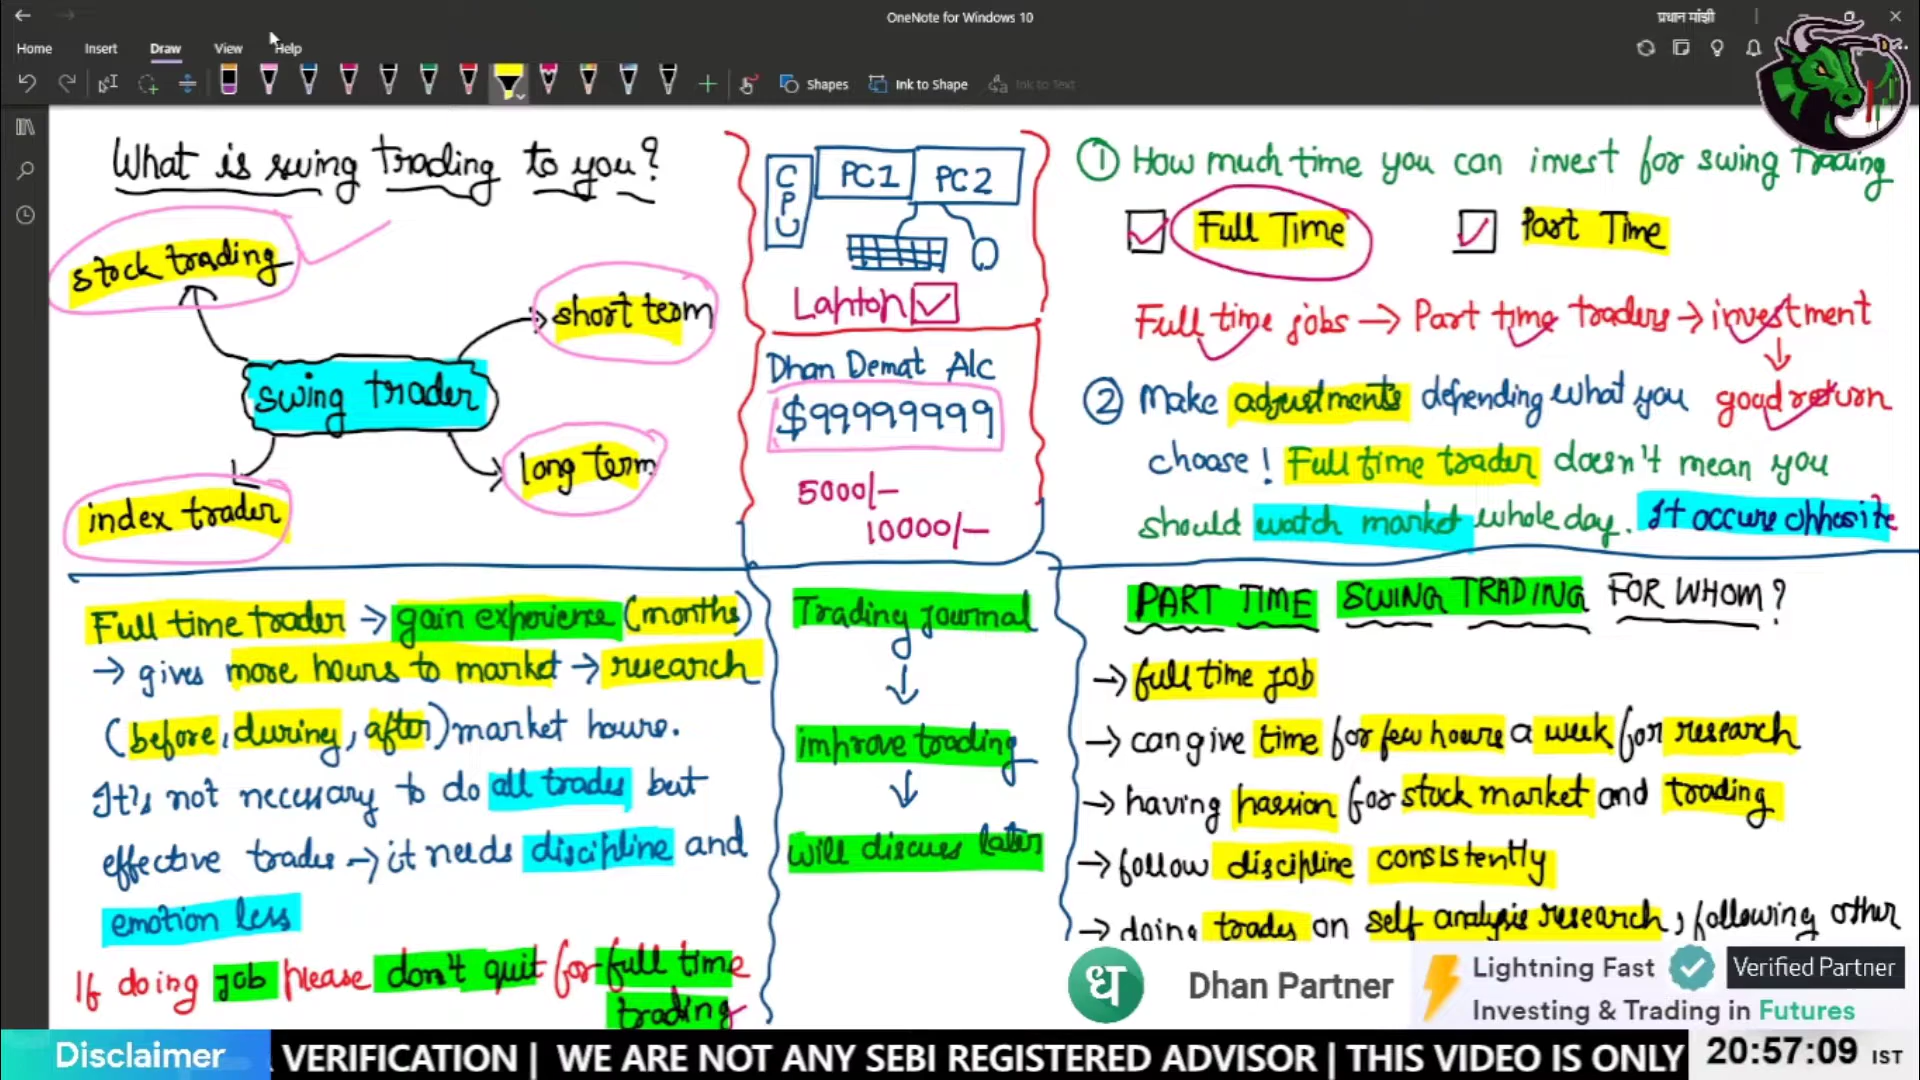 OneNote for Windows 10
प्रधान मांझी
Home Insert Draw View Help
Shapes Ink to Shape Ink to Text
What is swing trading to you?
stock trading
short term
swing trader
long term
index trader
CPU
PC1 PC2
Laptop
Dhan Demat A/c
$99999999
5000/-
10000/-
① How much time you can invest for swing trading
Full Time Part Time
Full time jobs → Part time traders → investment
↓
② Make adjustments depending what you good return
choose! Full time trader doesn't mean you
should watch market whole day. It occurs opposite
Full time trader → gain experience (months)
→ gives more hours to market → research
(before, during, after) market hours.
It's not necessary to do all trades but
effective trades → it needs discipline and
emotion less
If doing job please don't quit for full time
trading
Trading journal
↓
improve trading
↓
will discuss later
PART TIME SWING TRADING FOR WHOM?
→ full time job
→ can give time for few hours a week for research
→ having passion for stock market and trading
→ follow discipline consistently
→ doing trades on self analysis research, following other
ध Dhan Partner
Lightning Fast Verified Partner
Investing & Trading in Futures
Disclaimer
VERIFICATION | WE ARE NOT ANY SEBI REGISTERED ADVISOR | THIS VIDEO IS ONLY
20:57:09 IST